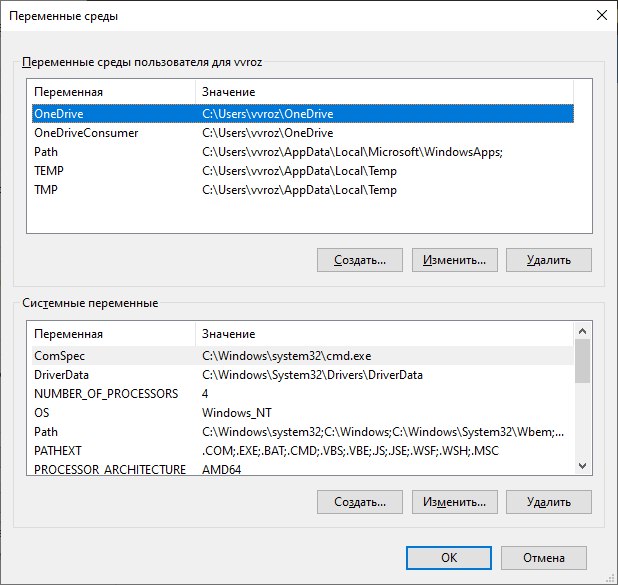 Переменные среды
Переменные среды пользователя для vvroz
Переменная Значение
OneDrive C:\Users\vvroz\OneDrive
OneDriveConsumer C:\Users\vvroz\OneDrive
Path C:\Users\vvroz\AppData\Local\Microsoft\WindowsApps;
TEMP C:\Users\vvroz\AppData\Local\Temp
TMP C:\Users\vvroz\AppData\Local\Temp
Создать... Изменить... Удалить
Системные переменные
Переменная Значение
ComSpec C:\Windows\system32\cmd.exe
DriverData C:\Windows\System32\Drivers\DriverData
NUMBER_OF_PROCESSORS 4
OS Windows_NT
Path C:\Windows\system32;C:\Windows;C:\Windows\System32\Wbem;...
PATHEXT .COM;.EXE;.BAT;.CMD;.VBS;.VBE;.JS;.JSE;.WSF;.WSH;.MSC
PROCESSOR_ARCHITECTURE AMD64
Создать... Изменить... Удалить
OK Отмена